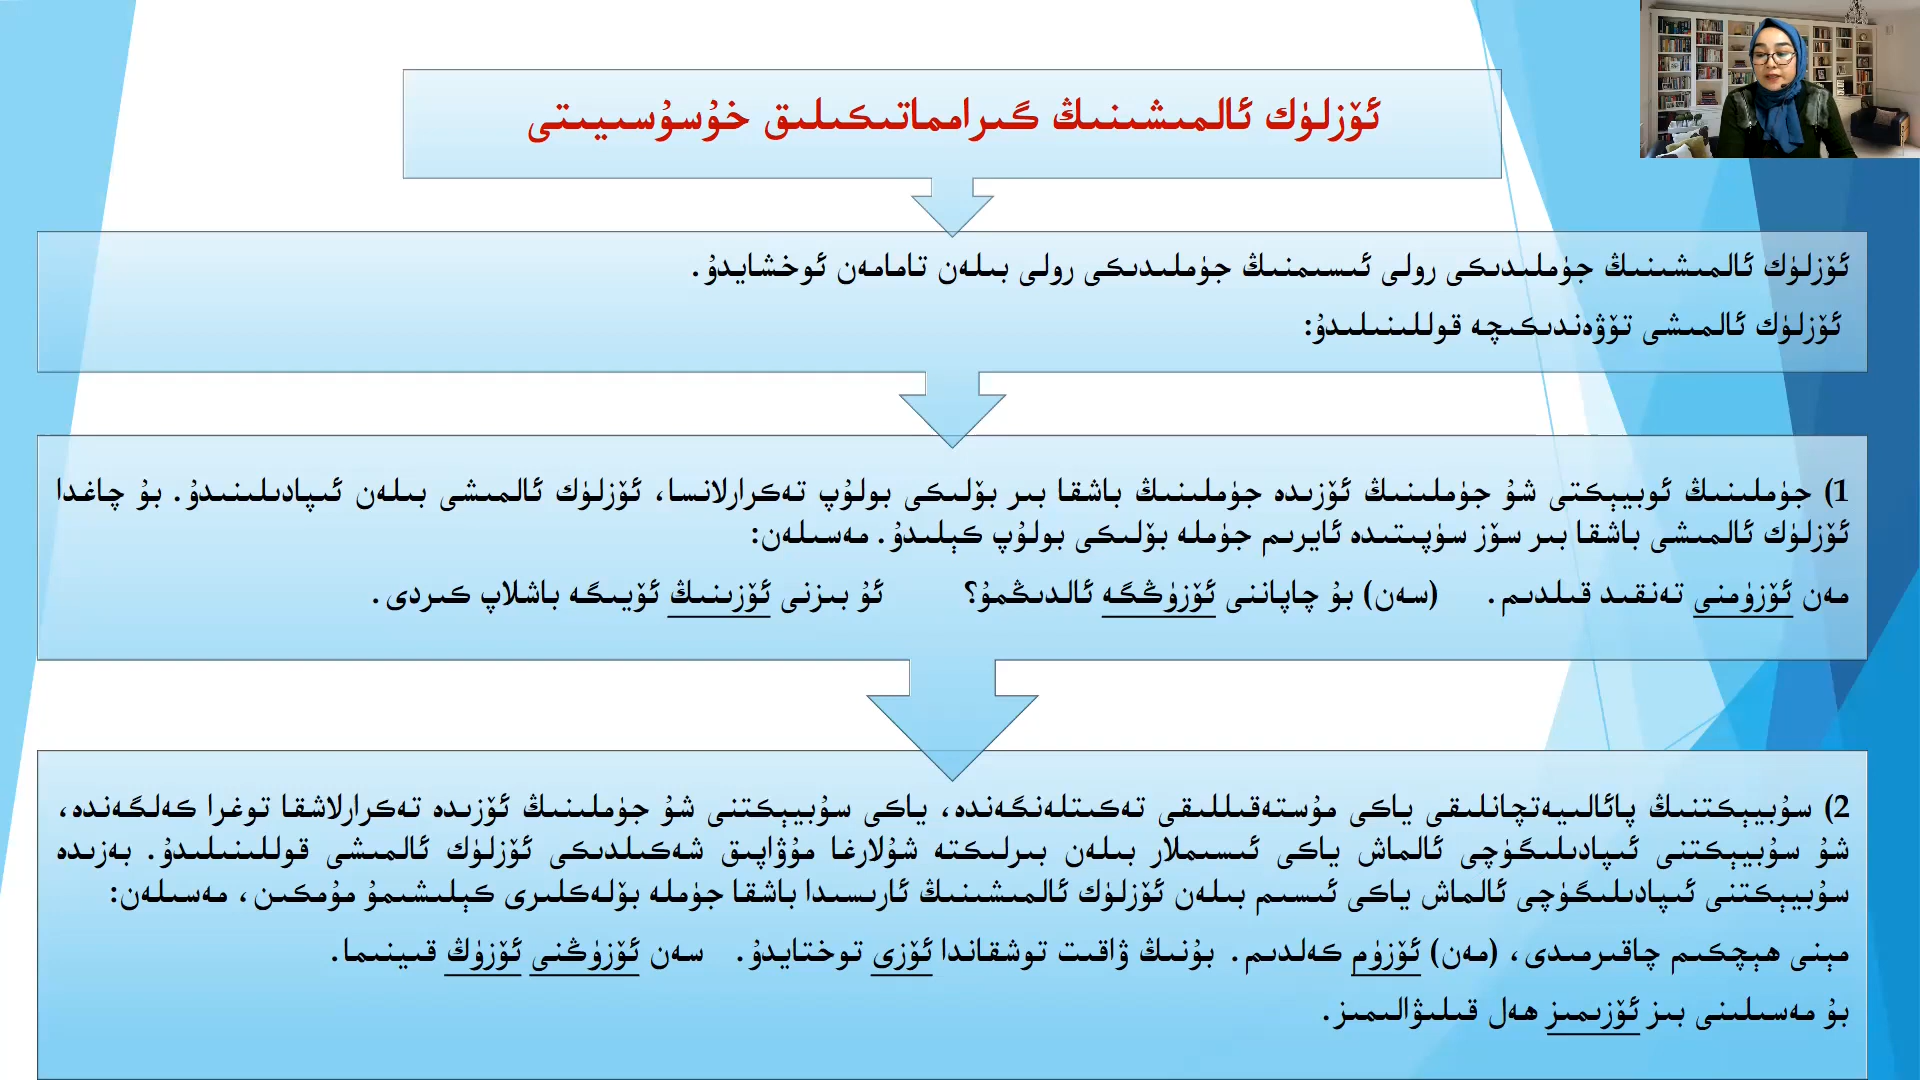 ئۆزلۈك ئالمىشىنىڭ گىرامماتىكىلىق خۇسۇسىيىتى
ئۆزلۈك ئالمىشىنىڭ جۈملىدىكى رولى ئىسىمنىڭ جۈملىدىكى رولى بىلەن تامامەن ئوخشايدۇ.
ئۆزلۈك ئالمىشى تۆۋەندىكىچە قوللىنىلىدۇ:
1) جۈملىنىڭ ئوبيېكتى شۇ جۈملىنىڭ ئۆزىدە جۈملىنىڭ باشقا بىر بۆلىكى بولۇپ تەكرارلانسا، ئۆزلۈك ئالمىشى بىلەن ئىپادىلىنىدۇ. بۇ چاغدا
ئۆزلۈك ئالمىشى باشقا بىر سۆز سۈپىتىدە ئايرىم جۈملە بۆلىكى بولۇپ كېلىدۇ. مەسىلەن:
مەن ئۆزۈمنى تەنقىد قىلدىم. (سەن) بۇ چاپاننى ئۆزۈڭگە ئالدىڭمۇ؟ ئۇ بىزنى ئۆزىنىڭ ئۆيىگە باشلاپ كىردى.
2) سۇبيېكتنىڭ پائالىيەتچانلىقى ياكى مۇستەقىللىقى تەكىتلەنگەندە، ياكى سۇبيېكتنى شۇ جۈملىنىڭ ئۆزىدە تەكرارلاشقا توغرا كەلگەندە،
شۇ سۇبيېكتنى ئىپادىلىگۈچى ئالماش ياكى ئىسىملار بىلەن بىرلىكتە شۇلارغا مۇۋاپىق شەكىلدىكى ئۆزلۈك ئالمىشى قوللىنىلىدۇ. بەزىدە
سۇبيېكتنى ئىپادىلىگۈچى ئالماش ياكى ئىسىم بىلەن ئۆزلۈك ئالمىشىنىڭ ئارىسىدا باشقا جۈملە بۆلەكلىرى كېلىشىمۇ مۇمكىن، مەسىلەن:
مېنى ھېچكىم چاقىرمىدى، (مەن) ئۆزۈم كەلدىم. بۇنىڭ ۋاقىت توشقاندا ئۆزى توختايدۇ. سەن ئۆزۈڭنى ئۆزۈڭ قىينىما.
بۇ مەسىلىنى بىز ئۆزىمىز ھەل قىلىۋالىمىز.